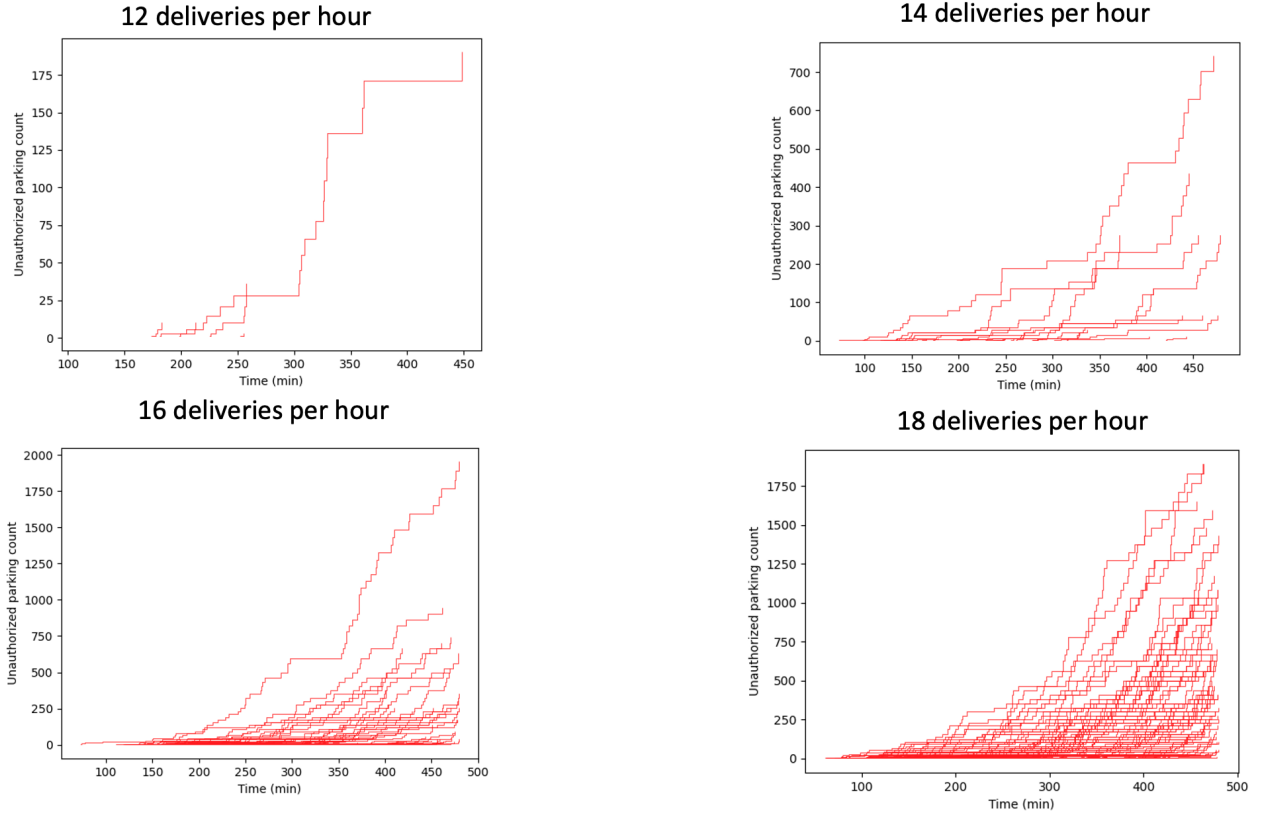 12 deliveries per hour
Unauthorized parking count
175
150
125
100
75
50
25
0
100 150 200 250 300 350 400 450
Time (min)
14 deliveries per hour
Unauthorized parking count
700
600
500
400
300
200
100
0
100 150 200 250 300 350 400 450
Time (min)
16 deliveries per hour
Unauthorized parking count
2000
1750
1500
1250
1000
750
500
250
0
100 150 200 250 300 350 400 450 500
Time (min)
18 deliveries per hour
Unauthorized parking count
1750
1500
1250
1000
750
500
250
0
100 200 300 400 500
Time (min)